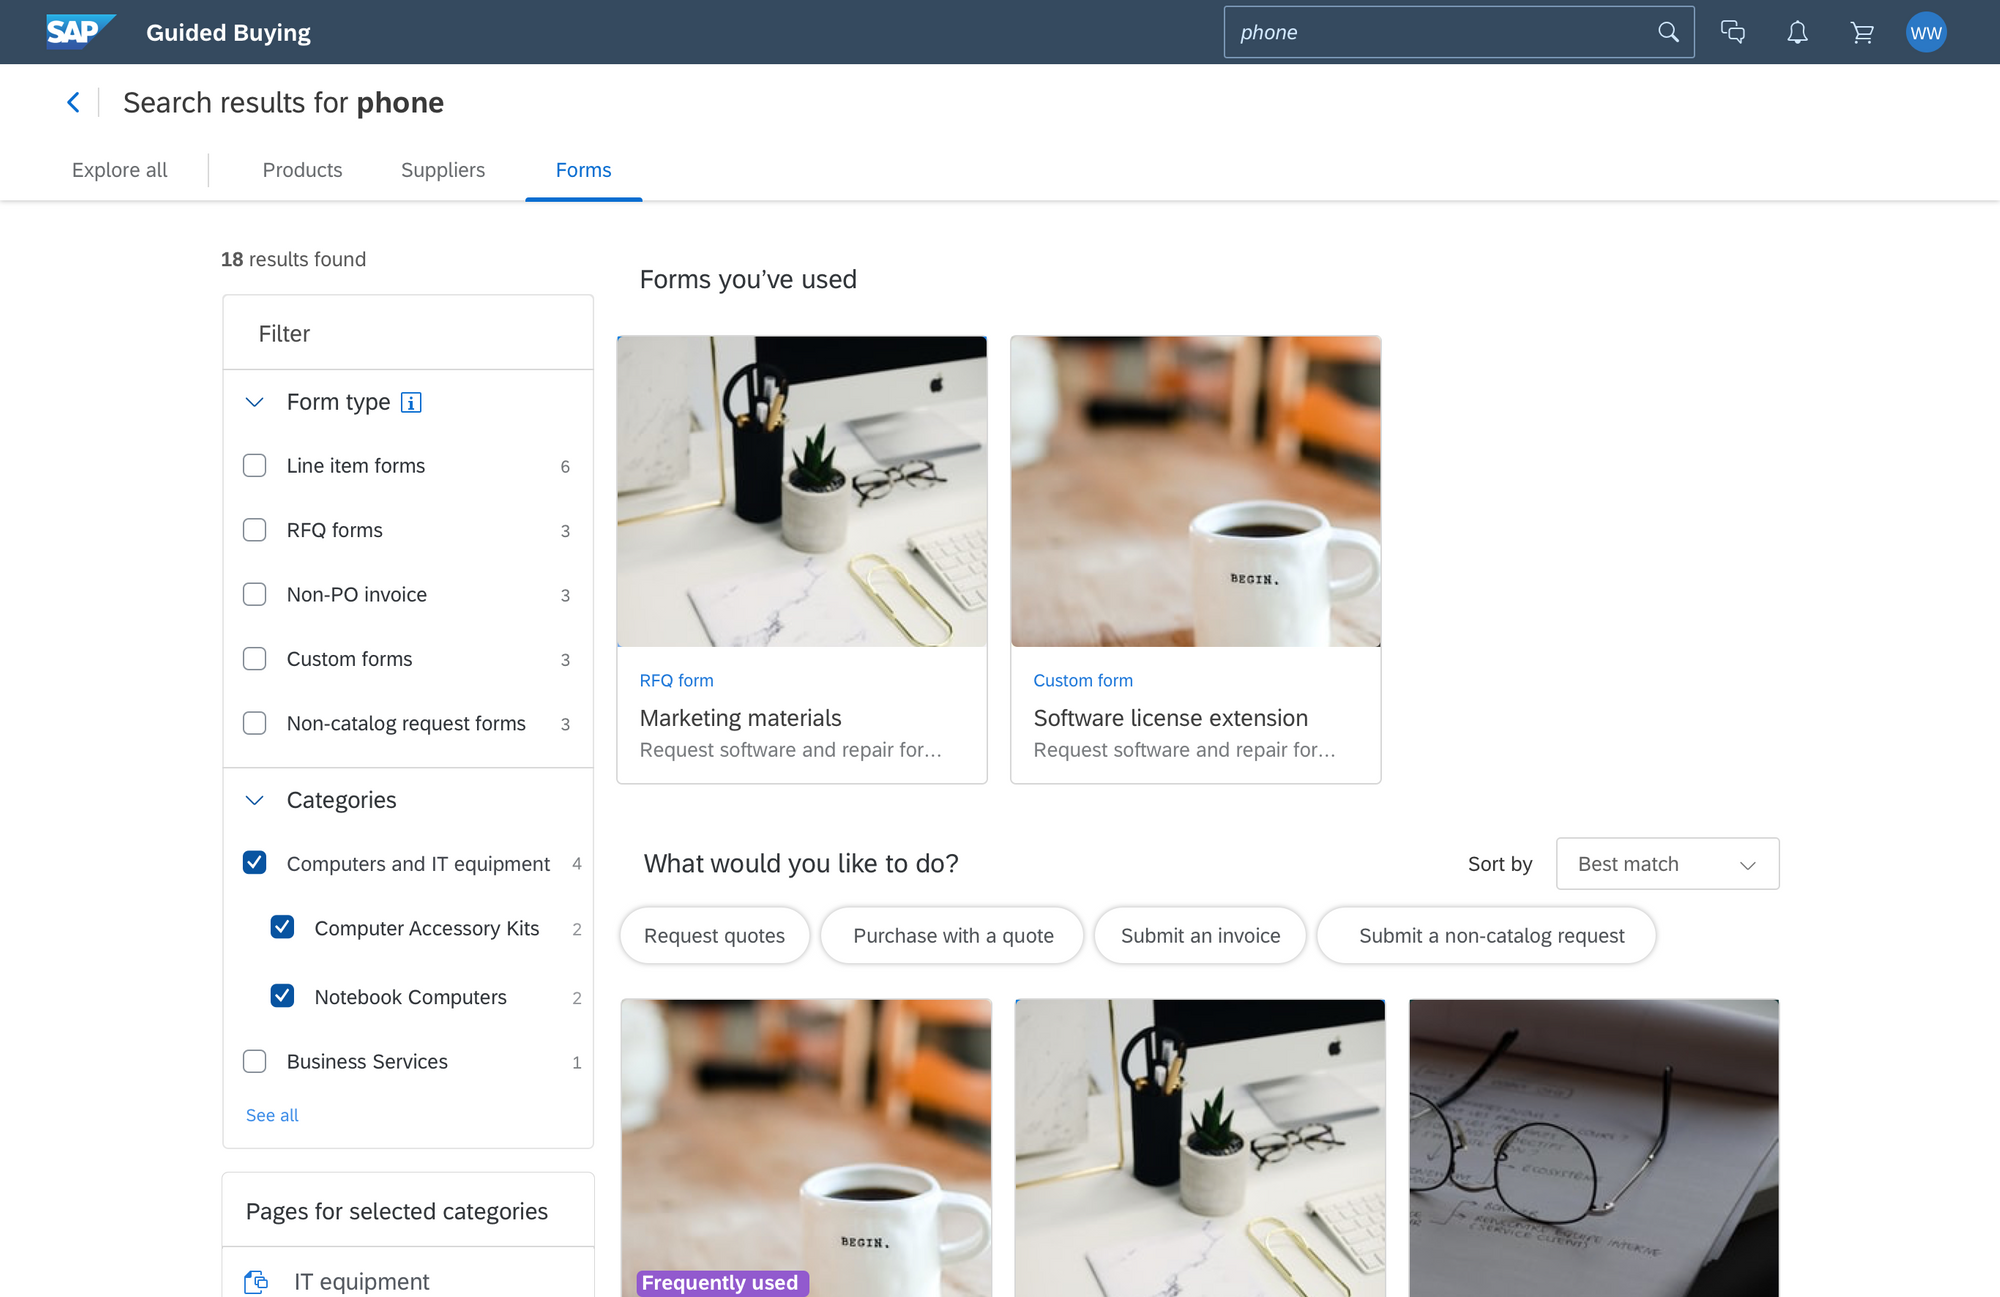 SAP Guided Buying
phone
WW
Search results for phone
Explore all
Products
Suppliers
Forms
18 results found
Filter
Form type
Line item forms 6
RFQ forms 3
Non-PO invoice 3
Custom forms 3
Non-catalog request forms 3
Categories
Computers and IT equipment 4
Computer Accessory Kits 2
Notebook Computers 2
Business Services 1
See all
Pages for selected categories
IT equipment
Forms you’ve used
BEGIN.
RFQ form
Marketing materials
Request software and repair for...
Custom form
Software license extension
Request software and repair for...
What would you like to do?
Sort by
Best match
Request quotes
Purchase with a quote
Submit an invoice
Submit a non-catalog request
BEGIN.
Frequently used
ECOSYSTÈME